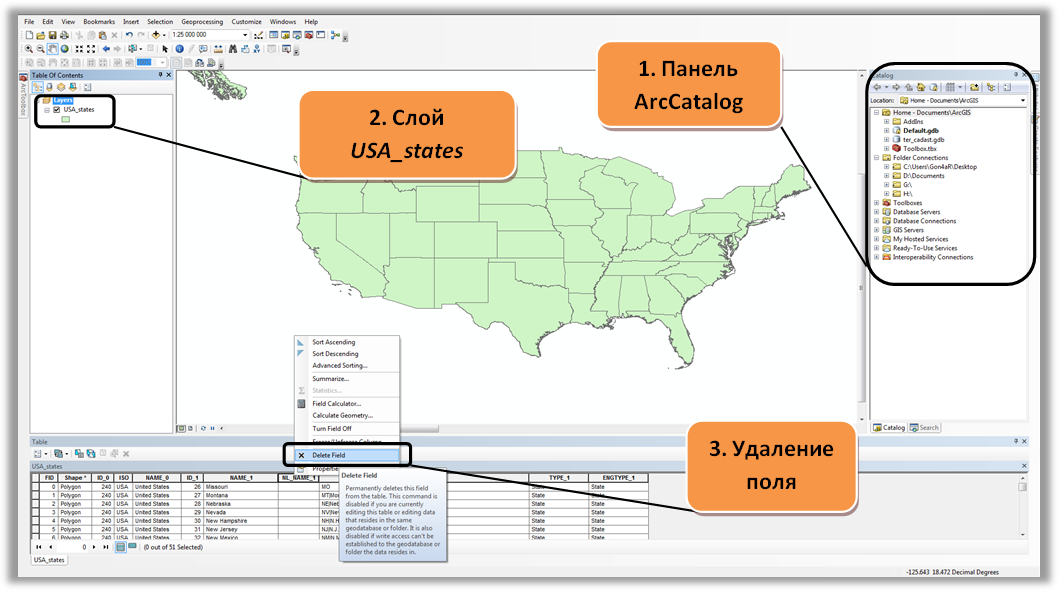 File Edit View Bookmarks Insert Selection Geoprocessing Customize Windows Help
1:25 000 000
Table Of Contents
Layers
USA_states
ArcToolbox
1. Панель
ArcCatalog
2. Слой
USA_states
Catalog
Location: Home - Documents\ArcGIS
Home - Documents\ArcGIS
AddIns
Default.gdb
ter_cadast.gdb
Toolbox.tbx
Folder Connections
C:\Users\Gon4aR\Desktop
D:\Documents
G:\
H:\
Toolboxes
Database Servers
Database Connections
GIS Servers
My Hosted Services
Ready-To-Use Services
Interoperability Connections
Catalog Search
Sort Ascending
Sort Descending
Advanced Sorting...
Summarize...
Statistics...
Field Calculator...
Calculate Geometry...
Turn Field Off
Freeze/Unfreeze Column
Delete Field
Properties
3. Удаление
поля
Delete Field
Permanently deletes this field
from the table. This command is
disabled if you are currently
editing this table or editing data
that resides in the same
geodatabase or folder. It is also
disabled if write access can't be
established to the geodatabase or
folder the data resides in.
Table
USA_states
FID Shape * ID_0 ISO NAME_0 ID_1 NAME_1 NL_NAME_1 TYPE_1 ENGTYPE_1
0 Polygon 240 USA United States 26 Missouri MO State State
1 Polygon 240 USA United States 27 Montana State State
2 Polygon 240 USA United States 28 Nebraska State State
3 Polygon 240 USA United States 29 Nevada State State
4 Polygon 240 USA United States 30 New Hampshire State State
5 Polygon 240 USA United States 31 New Jersey State State
6 Polygon 240 USA United States 32 New Mexico State State
0 (0 out of 51 Selected)
USA_states
-125.643 18.472 Decimal Degrees